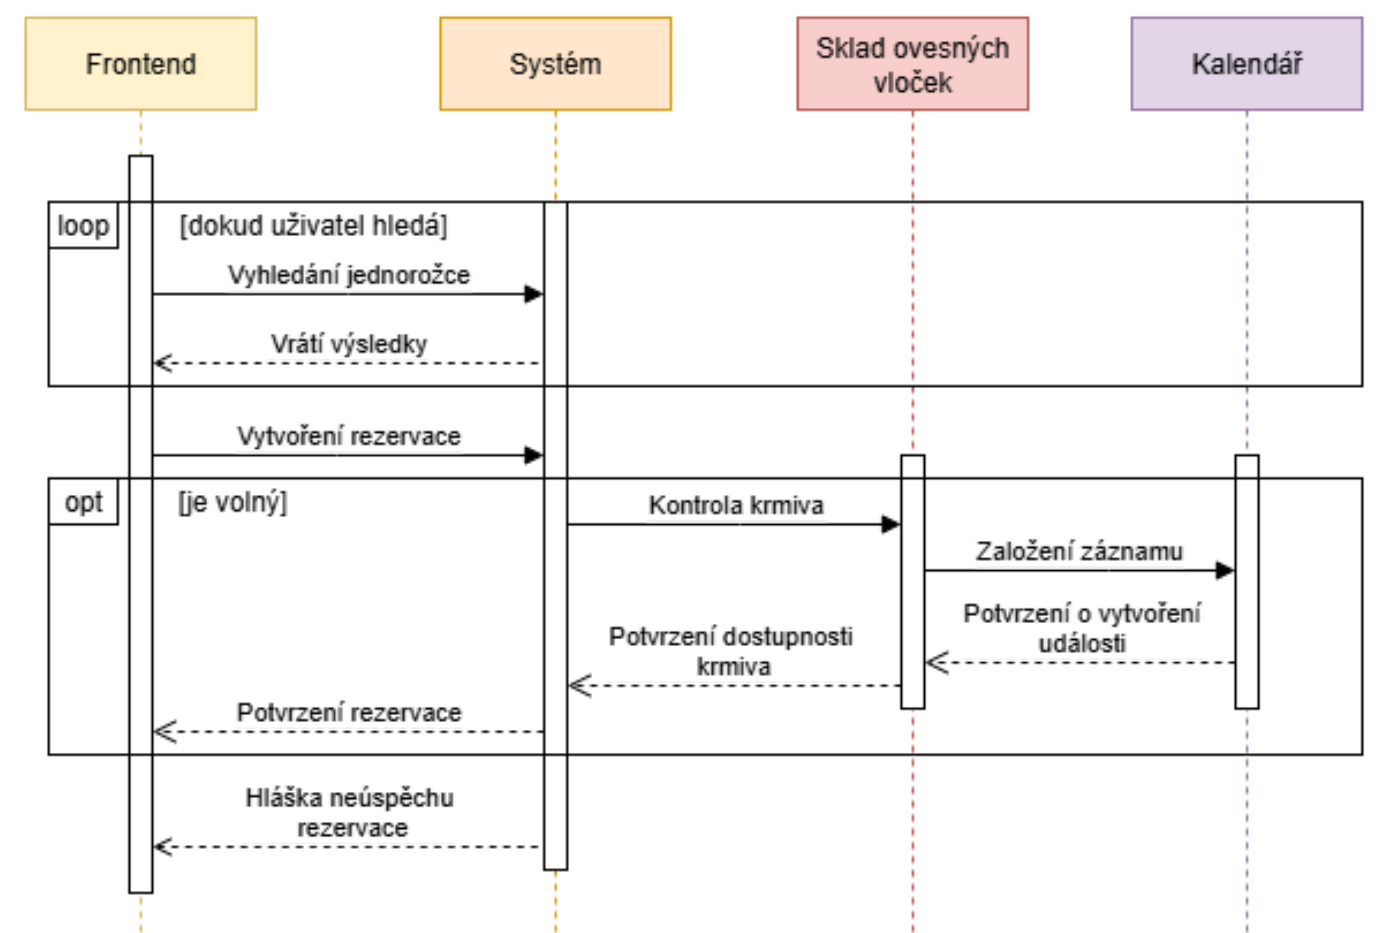 Frontend
Systém
Sklad ovesných
vloček
Kalendář
loop
[dokud uživatel hledá]
Vyhledání jednorožce
Vrátí výsledky
Vytvoření rezervace
opt
[je volný]
Kontrola krmiva
Založení záznamu
Potvrzení o vytvoření
události
Potvrzení dostupnosti
krmiva
Potvrzení rezervace
Hláška neúspěchu
rezervace